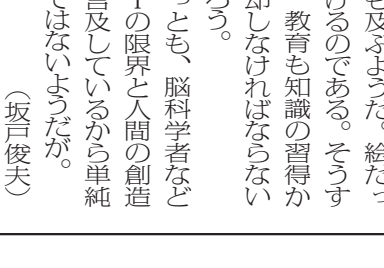 も及ぶようだ。絵だっ
けるのである。そうす
教育も知識の習得か
却しなければならない
ろう。
っとも、脳科学者など
Ｉの限界と人間の創造
言及しているから単純
ではないようだが。
（坂戸俊夫）